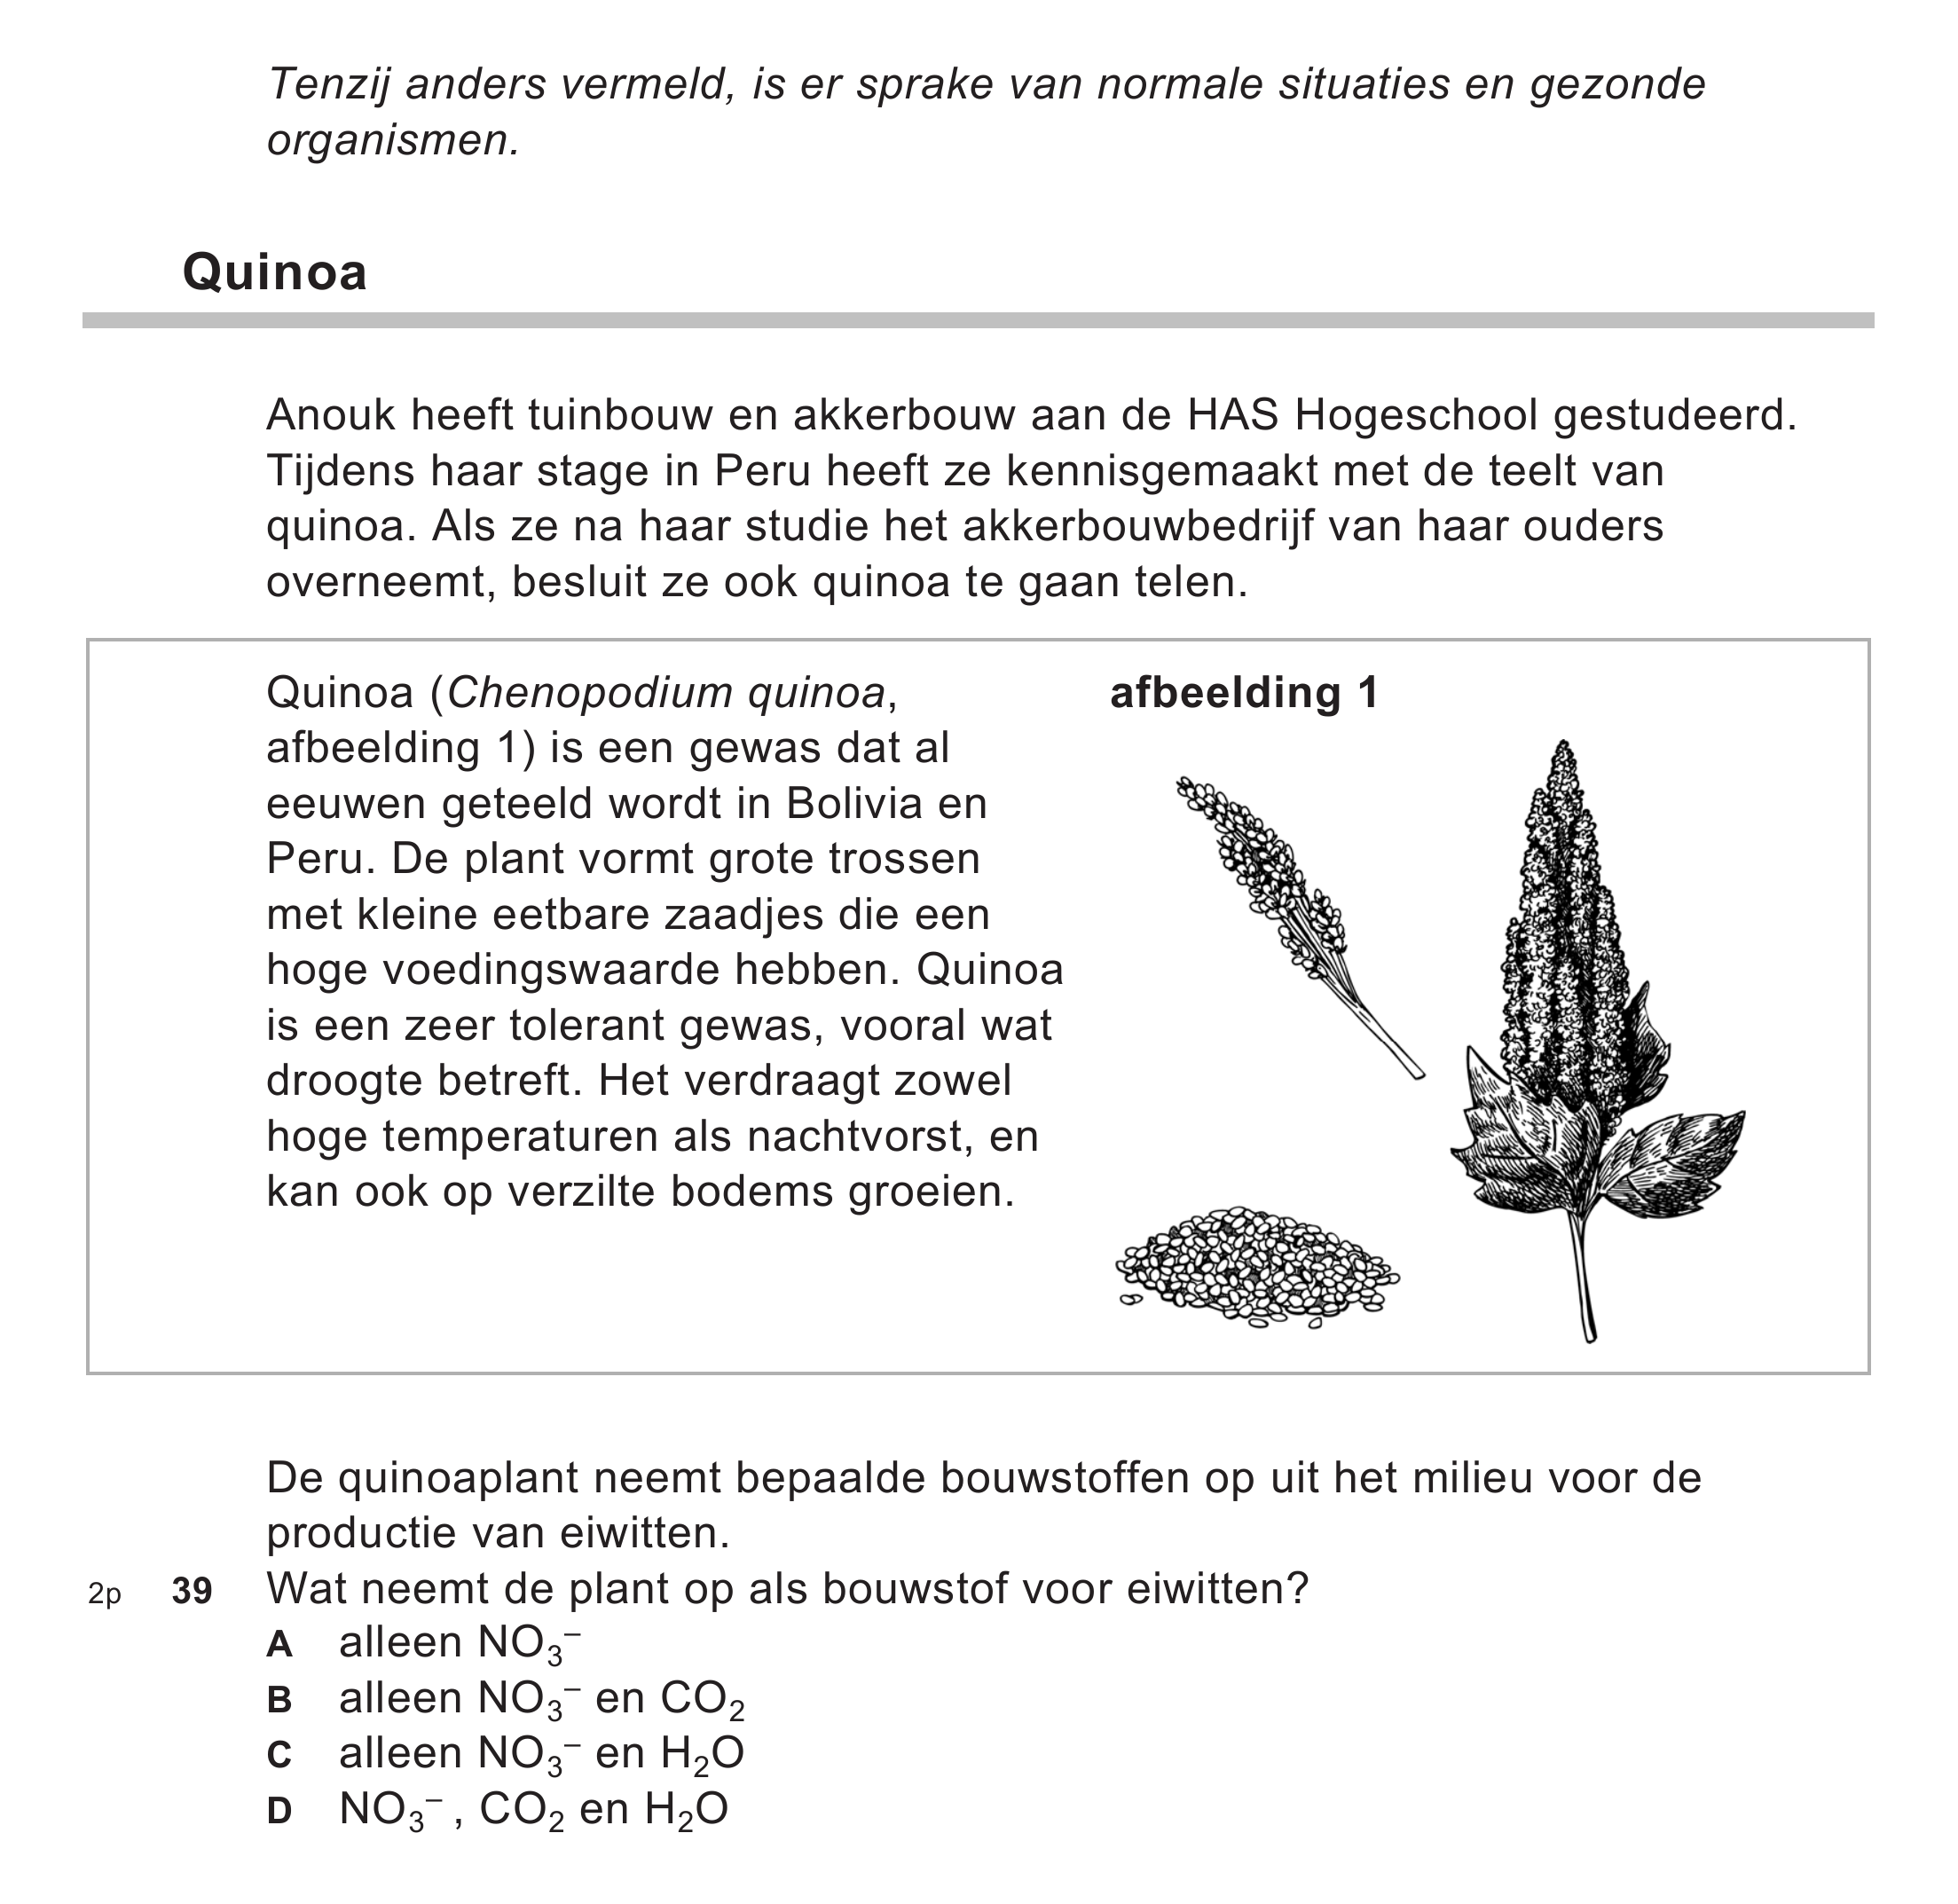 Tenzij anders vermeld, is er sprake van normale situaties en gezonde
organismen.
Quinoa
Anouk heeft tuinbouw en akkerbouw aan de HAS Hogeschool gestudeerd.
Tijdens haar stage in Peru heeft ze kennisgemaakt met de teelt van
quinoa. Als ze na haar studie het akkerbouwbedrijf van haar ouders
overneemt, besluit ze ook quinoa te gaan telen.
Quinoa (Chenopodium quinoa,
afbeelding 1) is een gewas dat al
eeuwen geteeld wordt in Bolivia en
Peru. De plant vormt grote trossen
met kleine eetbare zaadjes die een
hoge voedingswaarde hebben. Quinoa
is een zeer tolerant gewas, vooral wat
droogte betreft. Het verdraagt zowel
hoge temperaturen als nachtvorst, en
kan ook op verzilte bodems groeien.
afbeelding 1
De quinoaplant neemt bepaalde bouwstoffen op uit het milieu voor de
productie van eiwitten.
2p 39 Wat neemt de plant op als bouwstof voor eiwitten?
A alleen NO₃⁻
B alleen NO₃⁻ en CO₂
C alleen NO₃⁻ en H₂O
D NO₃⁻ , CO₂ en H₂O